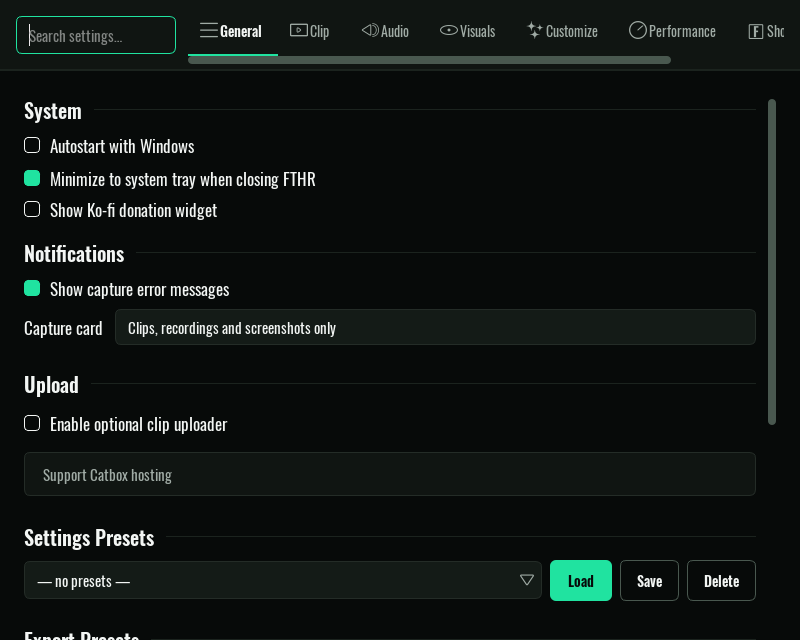 Search settings...
General
Clip
Audio
Visuals
Customize
Performance
System
Autostart with Windows
Minimize to system tray when closing FTHR
Show Ko-fi donation widget
Notifications
Show capture error messages
Capture card
Clips, recordings and screenshots only
Upload
Enable optional clip uploader
Support Catbox hosting
Settings Presets
— no presets —
Load
Save
Delete
Export Presets